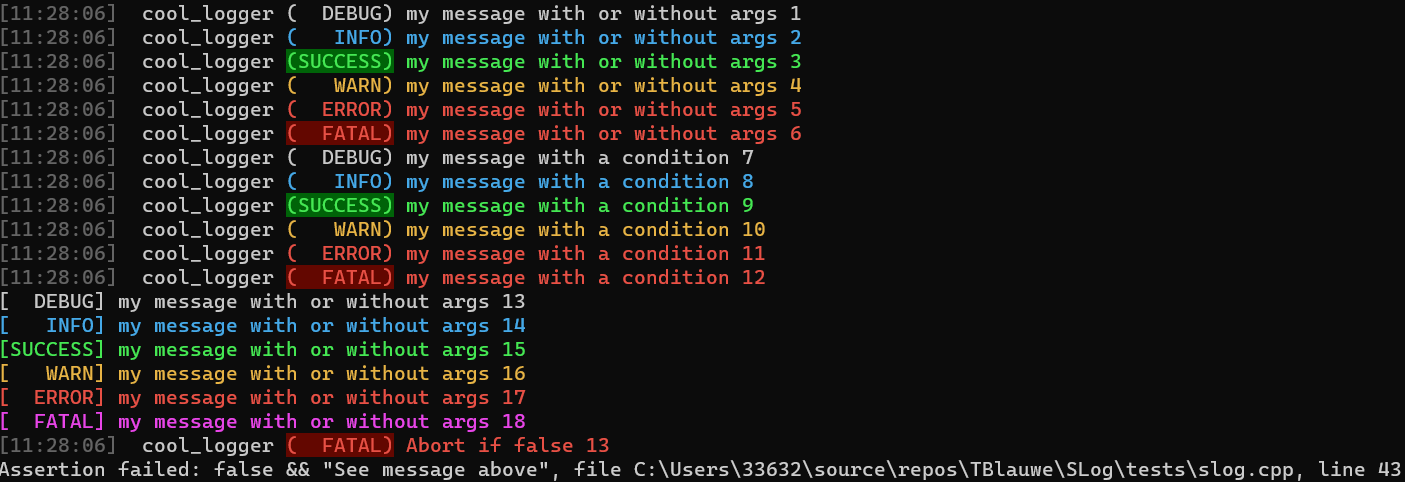 [11:28:06]  cool_logger (  DEBUG) my message with or without args 1
[11:28:06]  cool_logger (   INFO) my message with or without args 2
[11:28:06]  cool_logger (SUCCESS) my message with or without args 3
[11:28:06]  cool_logger (   WARN) my message with or without args 4
[11:28:06]  cool_logger (  ERROR) my message with or without args 5
[11:28:06]  cool_logger (  FATAL) my message with or without args 6
[11:28:06]  cool_logger (  DEBUG) my message with a condition 7
[11:28:06]  cool_logger (   INFO) my message with a condition 8
[11:28:06]  cool_logger (SUCCESS) my message with a condition 9
[11:28:06]  cool_logger (   WARN) my message with a condition 10
[11:28:06]  cool_logger (  ERROR) my message with a condition 11
[11:28:06]  cool_logger (  FATAL) my message with a condition 12
[  DEBUG] my message with or without args 13
[   INFO] my message with or without args 14
[SUCCESS] my message with or without args 15
[   WARN] my message with or without args 16
[  ERROR] my message with or without args 17
[  FATAL] my message with or without args 18
[11:28:06]  cool_logger (  FATAL) Abort if false 13
Assertion failed: false && "See message above", file C:\Users\33632\source\repos\TBlauwe\SLog\tests\slog.cpp, line 43